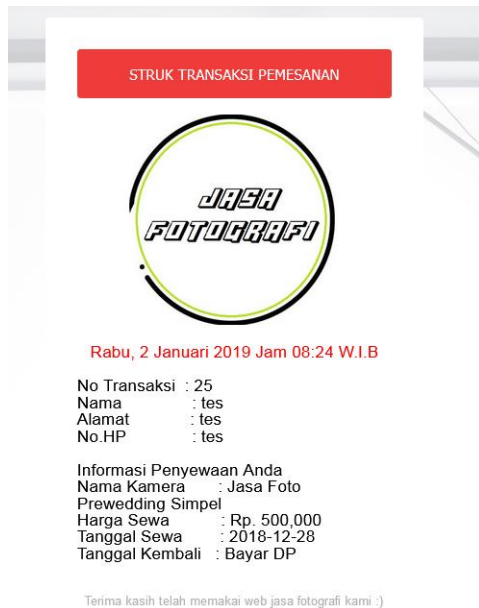 STRUK TRANSAKSI PEMESANAN
JASA
FOTOGRAFI
Rabu, 2 Januari 2019 Jam 08:24 W.I.B
No Transaksi : 25
Nama : tes
Alamat : tes
No.HP : tes
Informasi Penyewaan Anda
Nama Kamera : Jasa Foto
Prewedding Simpel
Harga Sewa : Rp. 500,000
Tanggal Sewa : 2018-12-28
Tanggal Kembali : Bayar DP
Terima kasih telah memakai web jasa fotografi kami :)